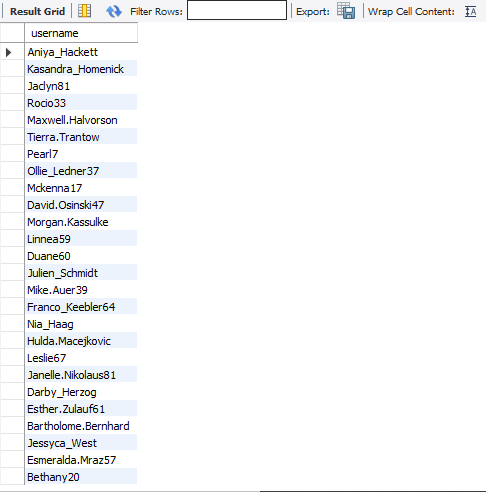 Result Grid Filter Rows: Export: Wrap Cell Content:
username
Aniya_Hackett
Kasandra_Homenick
Jaclyn81
Rocio33
Maxwell.Halvorson
Tierra.Trantow
Pearl7
Ollie_Ledner37
Mckenna17
David.Osinski47
Morgan.Kassulke
Linnea59
Duane60
Julien_Schmidt
Mike.Auer39
Franco_Keebler64
Nia_Haag
Hulda.Macejkovic
Leslie67
Janelle.Nikolaus81
Darby_Herzog
Esther.Zulauf61
Bartholome.Bernhard
Jessyca_West
Esmeralda.Mraz57
Bethany20